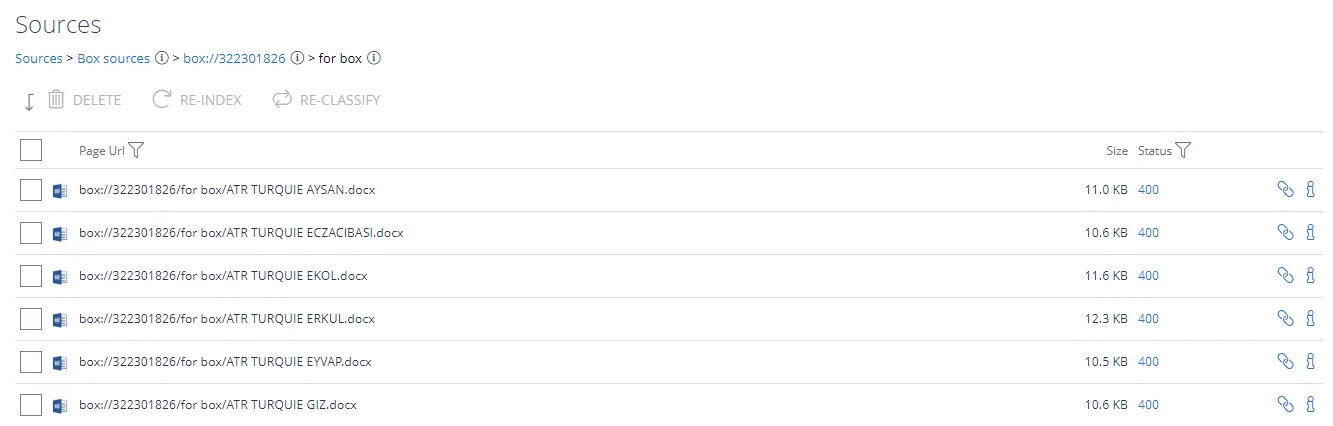 Sources
Sources > Box sources > box://322301826 > for box
DELETE RE-INDEX RE-CLASSIFY
Page Url Size Status
box://322301826/for box/ATR TURQUIE AYSAN.docx 11.0 KB 400
box://322301826/for box/ATR TURQUIE ECZACIBASI.docx 10.6 KB 400
box://322301826/for box/ATR TURQUIE EKOL.docx 11.6 KB 400
box://322301826/for box/ATR TURQUIE ERKUL.docx 12.3 KB 400
box://322301826/for box/ATR TURQUIE EYVAP.docx 10.5 KB 400
box://322301826/for box/ATR TURQUIE GIZ.docx 10.6 KB 400